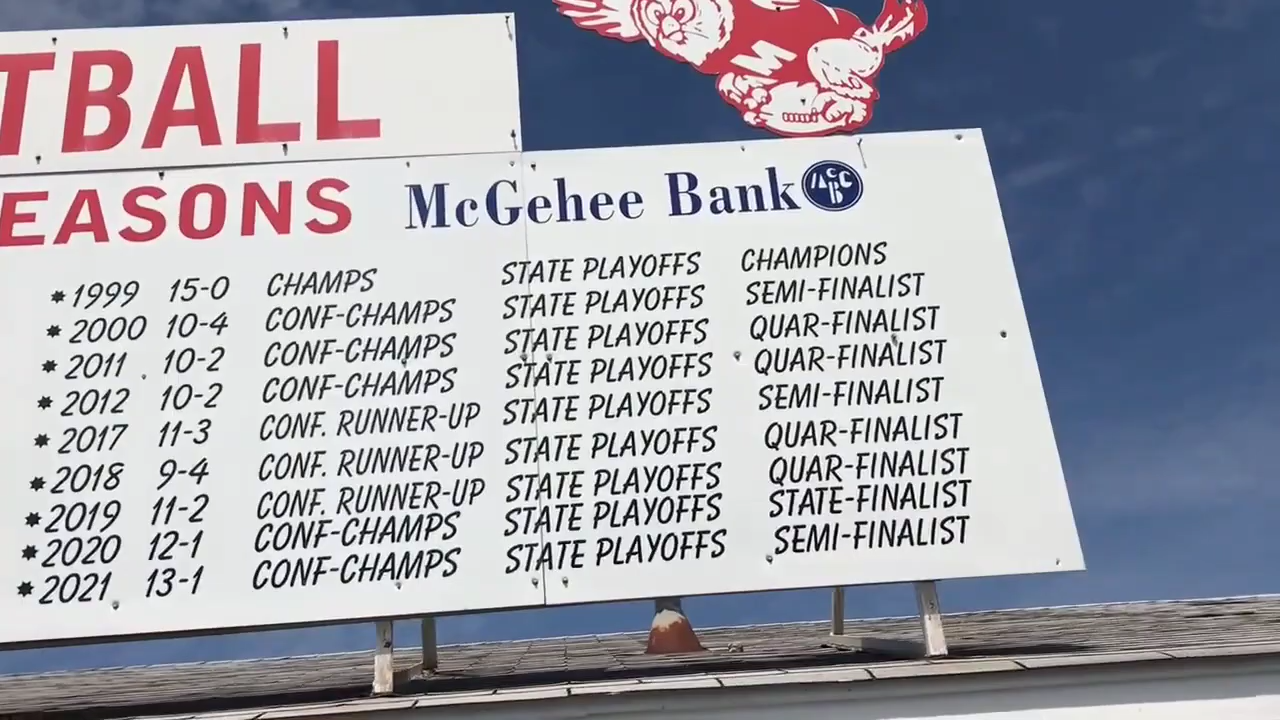 TBALL
M
EASONS McGehee Bank McGB
*1999 15-0 CHAMPS STATE PLAYOFFS CHAMPIONS
*2000 10-4 CONF-CHAMPS STATE PLAYOFFS SEMI-FINALIST
*2011 10-2 CONF-CHAMPS STATE PLAYOFFS QUAR-FINALIST
*2012 10-2 CONF-CHAMPS STATE PLAYOFFS QUAR-FINALIST
*2017 11-3 CONF. RUNNER-UP STATE PLAYOFFS SEMI-FINALIST
*2018 9-4 CONF. RUNNER-UP STATE PLAYOFFS QUAR-FINALIST
*2019 11-2 CONF. RUNNER-UP STATE PLAYOFFS QUAR-FINALIST
*2020 12-1 CONF-CHAMPS STATE PLAYOFFS STATE-FINALIST
*2021 13-1 CONF-CHAMPS STATE PLAYOFFS SEMI-FINALIST